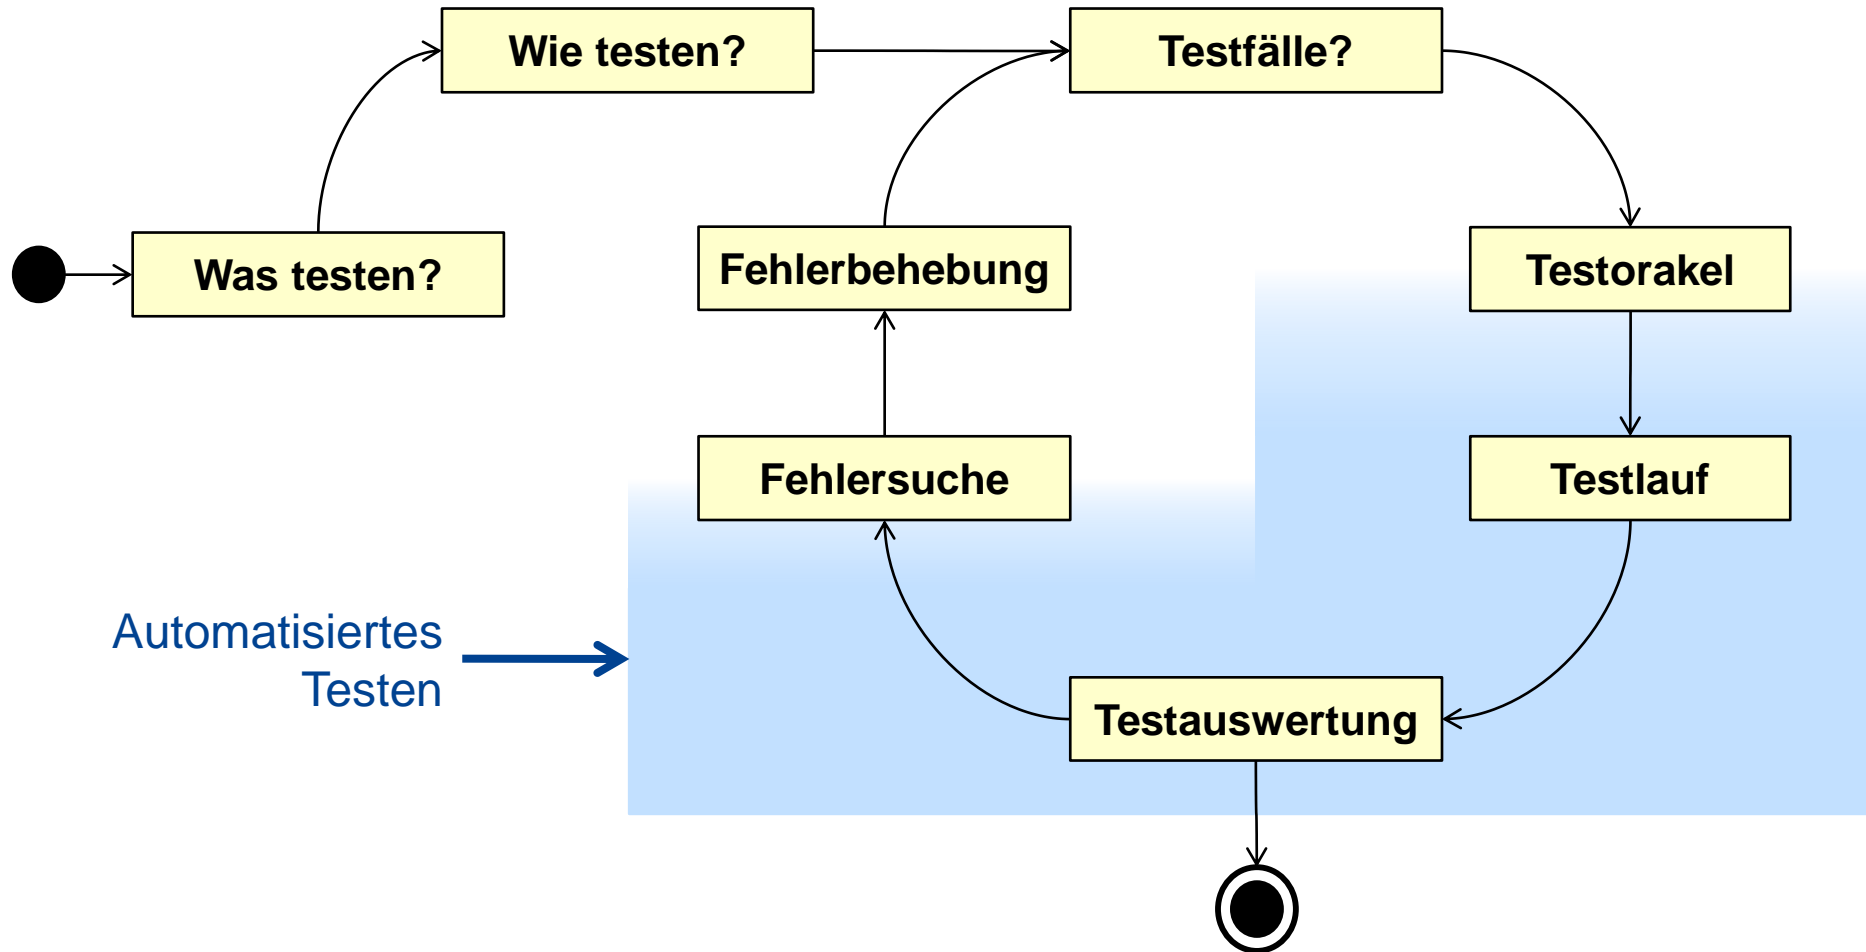 Wie testen?
Testfälle?
Was testen?
Fehlerbehebung
Testorakel
Fehlersuche
Testlauf
Automatisiertes
Testen
Testauswertung